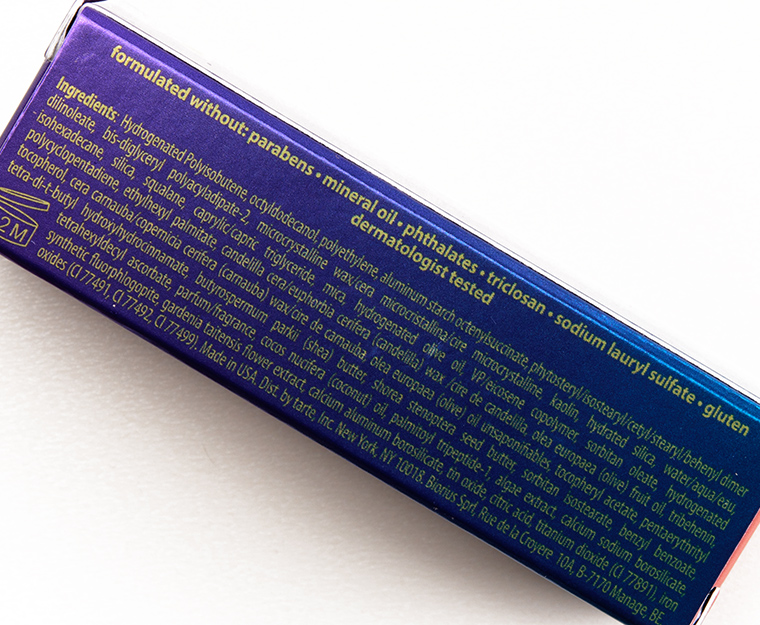 formulated without: parabens • mineral oil • phthalates • triclosan • sodium lauryl sulfate • gluten
dermatologist tested
Ingredients: Hydrogenated Polyisobutene, octyldodecanol, polyethylene, aluminum starch octenylsuccinate, phytosteryl/isostearyl/cetyl/stearyl/behenyl dimer
dilinoleate, bis-diglyceryl polyacyladipate-2, microcrystalline wax/cera microcristallina/cire microcrystalline, kaolin, hydrated silica, water/aqua/eau,
isohexadecane, silica, squalane, caprylic/capric triglyceride, mica, hydrogenated olive oil, VP/eicosene copolymer, sorbitan oleate, hydrogenated
polycyclopentadiene, ethylhexyl palmitate, candelilla cera/euphorbia cerifera (candelilla) wax/cire de candelilla, olea europaea (olive) fruit oil, tribehenin,
tocopherol, cera carnauba/copernicia cerifera (carnauba) wax/cire de carnauba, olea europaea (olive) oil unsaponifiables, tocopheryl acetate, pentaerythrityl
tetra-di-t-butyl hydroxyhydrocinnamate, butyrospermum parkii (shea) butter, shorea stenoptera seed butter, sorbitan isostearate, benzyl benzoate,
tetrahexyldecyl ascorbate, parfum/fragrance, cocos nucifera (coconut) oil, palmitoyl tripeptide-1, algae extract, calcium sodium borosilicate,
synthetic fluorphlogopite, gardenia taitensis flower extract, calcium aluminum borosilicate, tin oxide, citric acid, titanium dioxide (CI 77891), iron
oxides (CI 77491, CI 77492, CI 77499). Made in USA. Dist. by tarte, inc. New York, NY 10018. Biorius Sprl, Rue de la Croyere 10A, B-7170 Manage, BE
2 M